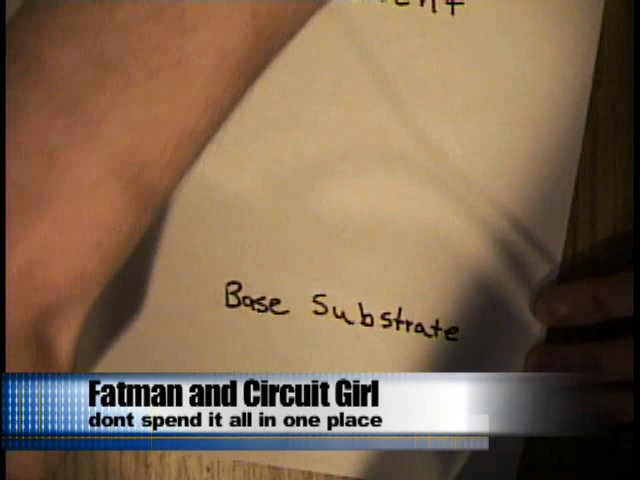 Base Substrate
Fatman and Circuit Girl
dont spend it all in one place